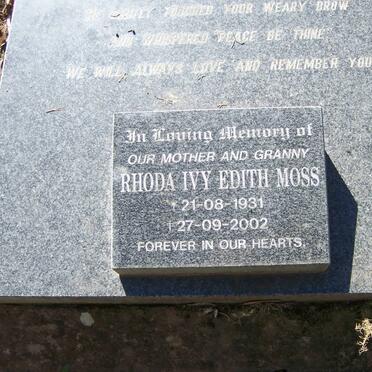 HE GENTLY TOUCHED YOUR WEARY BROW
AND WHISPERED "PEACE BE THINE"
WE WILL ALWAYS LOVE AND REMEMBER YOU
In Loving Memory of
OUR MOTHER AND GRANNY
RHODA IVY EDITH MOSS
* 21-08-1931
† 27-09-2002
FOREVER IN OUR HEARTS.